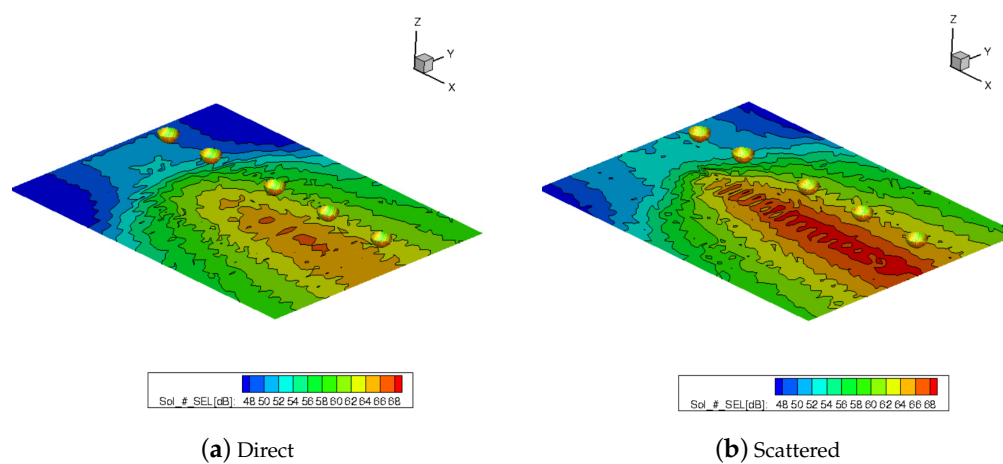 Z
Y
X
Z
Y
X
Sol_#_SEL[dB]: 48 50 52 54 56 58 60 62 64 66 68
Sol_#_SEL[dB]: 48 50 52 54 56 58 60 62 64 66 68
(a) Direct
(b) Scattered